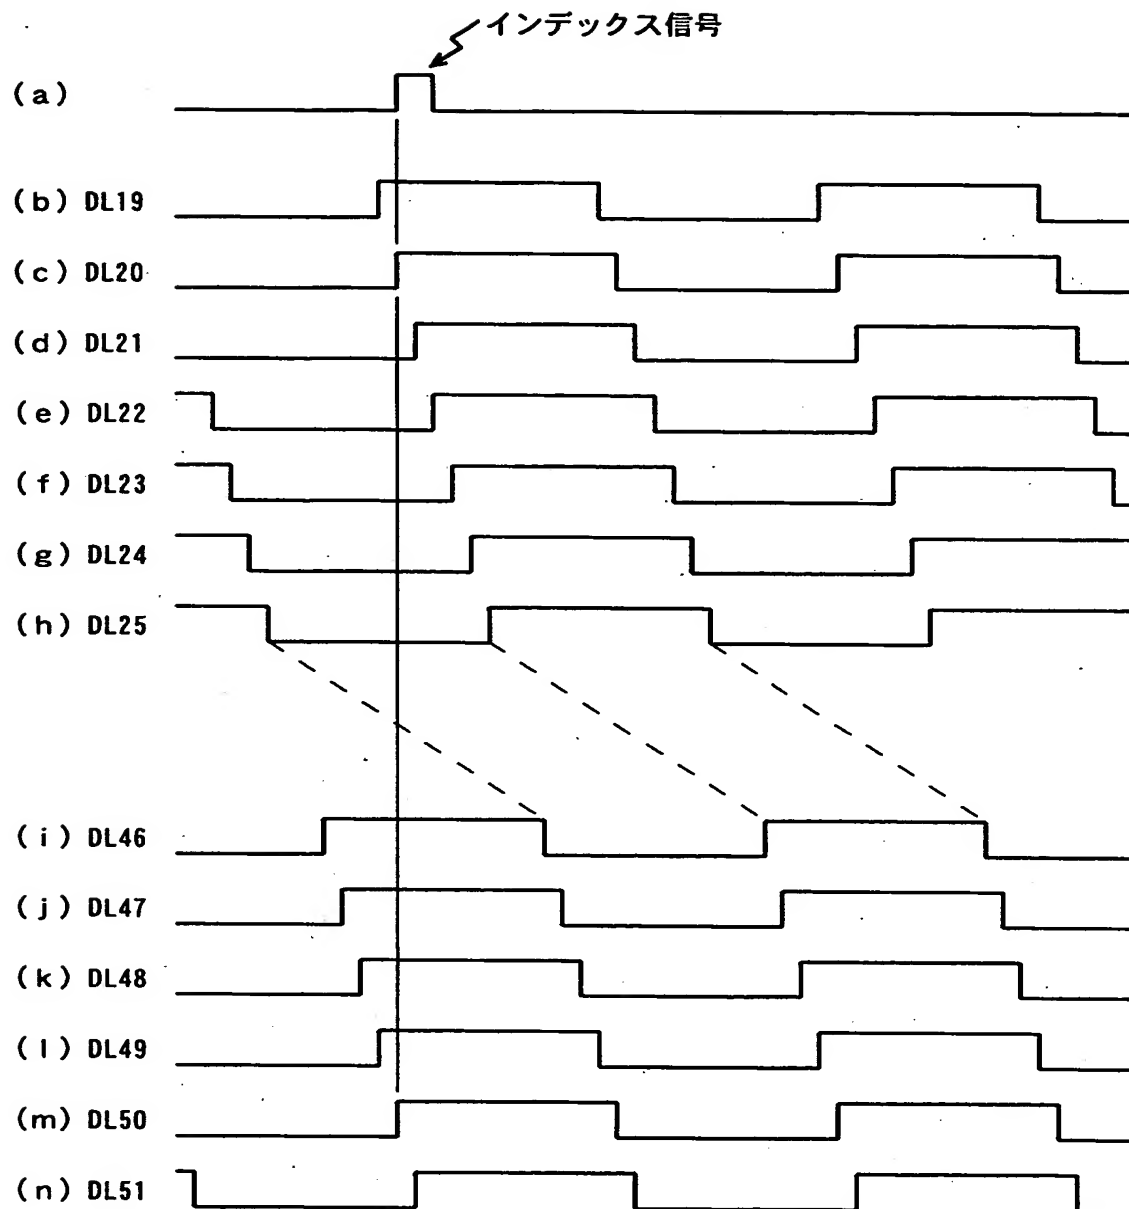 インデックス信号
(a)
(b) DL19
(c) DL20
(d) DL21
(e) DL22
(f) DL23
(g) DL24
(h) DL25
(i) DL46
(j) DL47
(k) DL48
(l) DL49
(m) DL50
(n) DL51